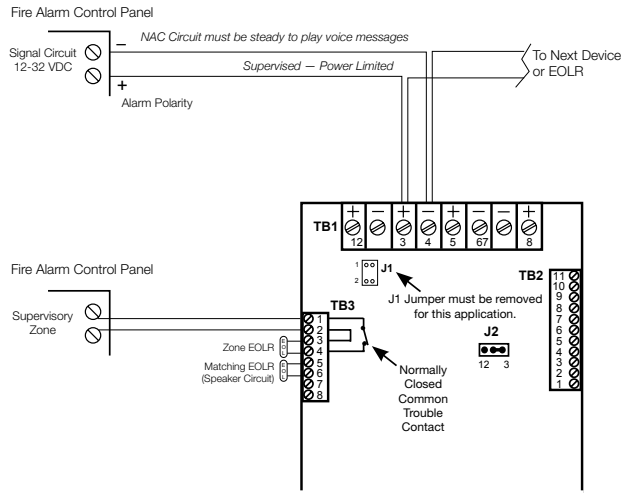 Fire Alarm Control Panel
Signal Circuit
12-32 VDC
–
NAC Circuit must be steady to play voice messages
Supervised — Power Limited
+
Alarm Polarity
To Next Device
or EOLR
TB1
+ – + – + – – +
12 3 4 5 67 8
1
2
J1
J1 Jumper must be removed
for this application.
TB2
11
10
9
8
7
6
5
4
3
2
1
J2
12 3
Fire Alarm Control Panel
Supervisory
Zone
TB3
1
2
3
4
5
6
7
8
Zone EOLR
EOL
Matching EOLR
(Speaker Circuit)
EOL
Normally
Closed
Common
Trouble
Contact